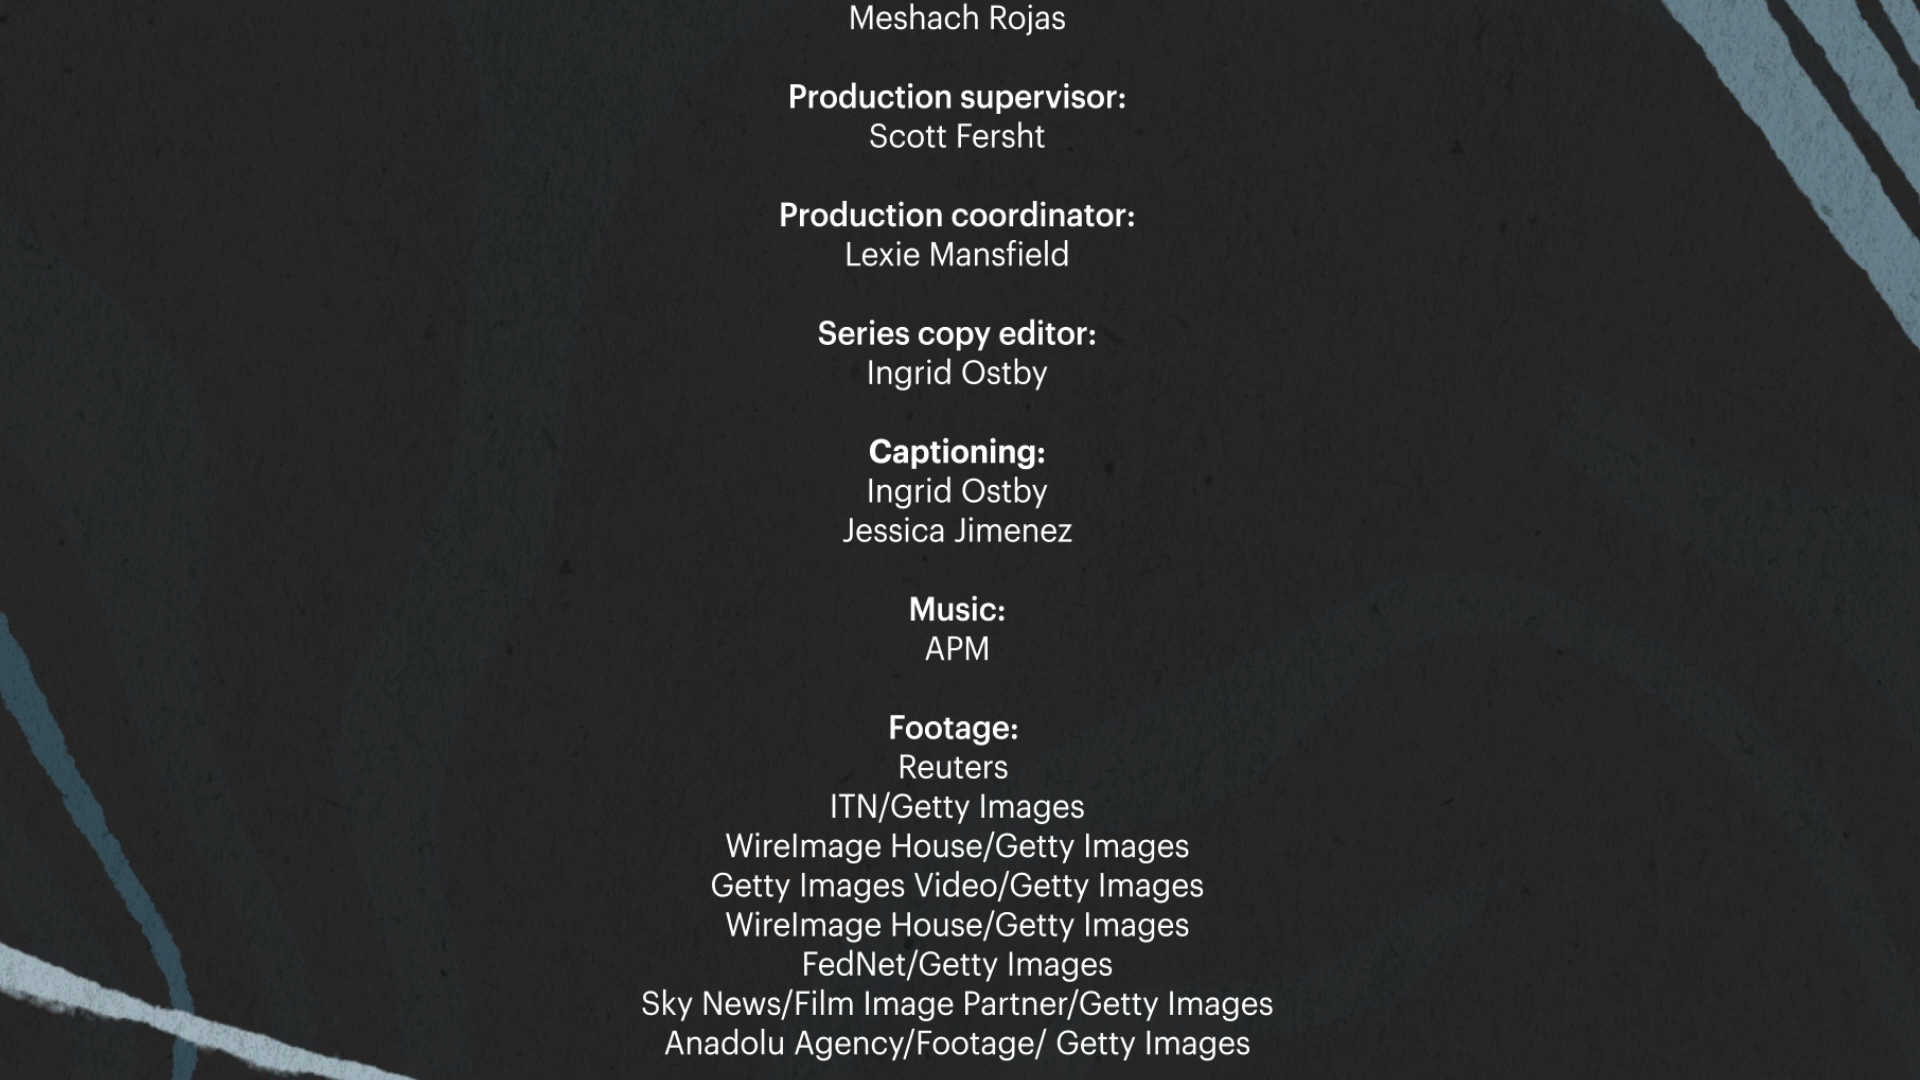 Meshach Rojas
Production supervisor:
Scott Fersht
Production coordinator:
Lexie Mansfield
Series copy editor:
Ingrid Ostby
Captioning:
Ingrid Ostby
Jessica Jimenez
Music:
APM
Footage:
Reuters
ITN/Getty Images
WireImage House/Getty Images
Getty Images Video/Getty Images
WireImage House/Getty Images
FedNet/Getty Images
Sky News/Film Image Partner/Getty Images
Anadolu Agency/Footage/ Getty Images